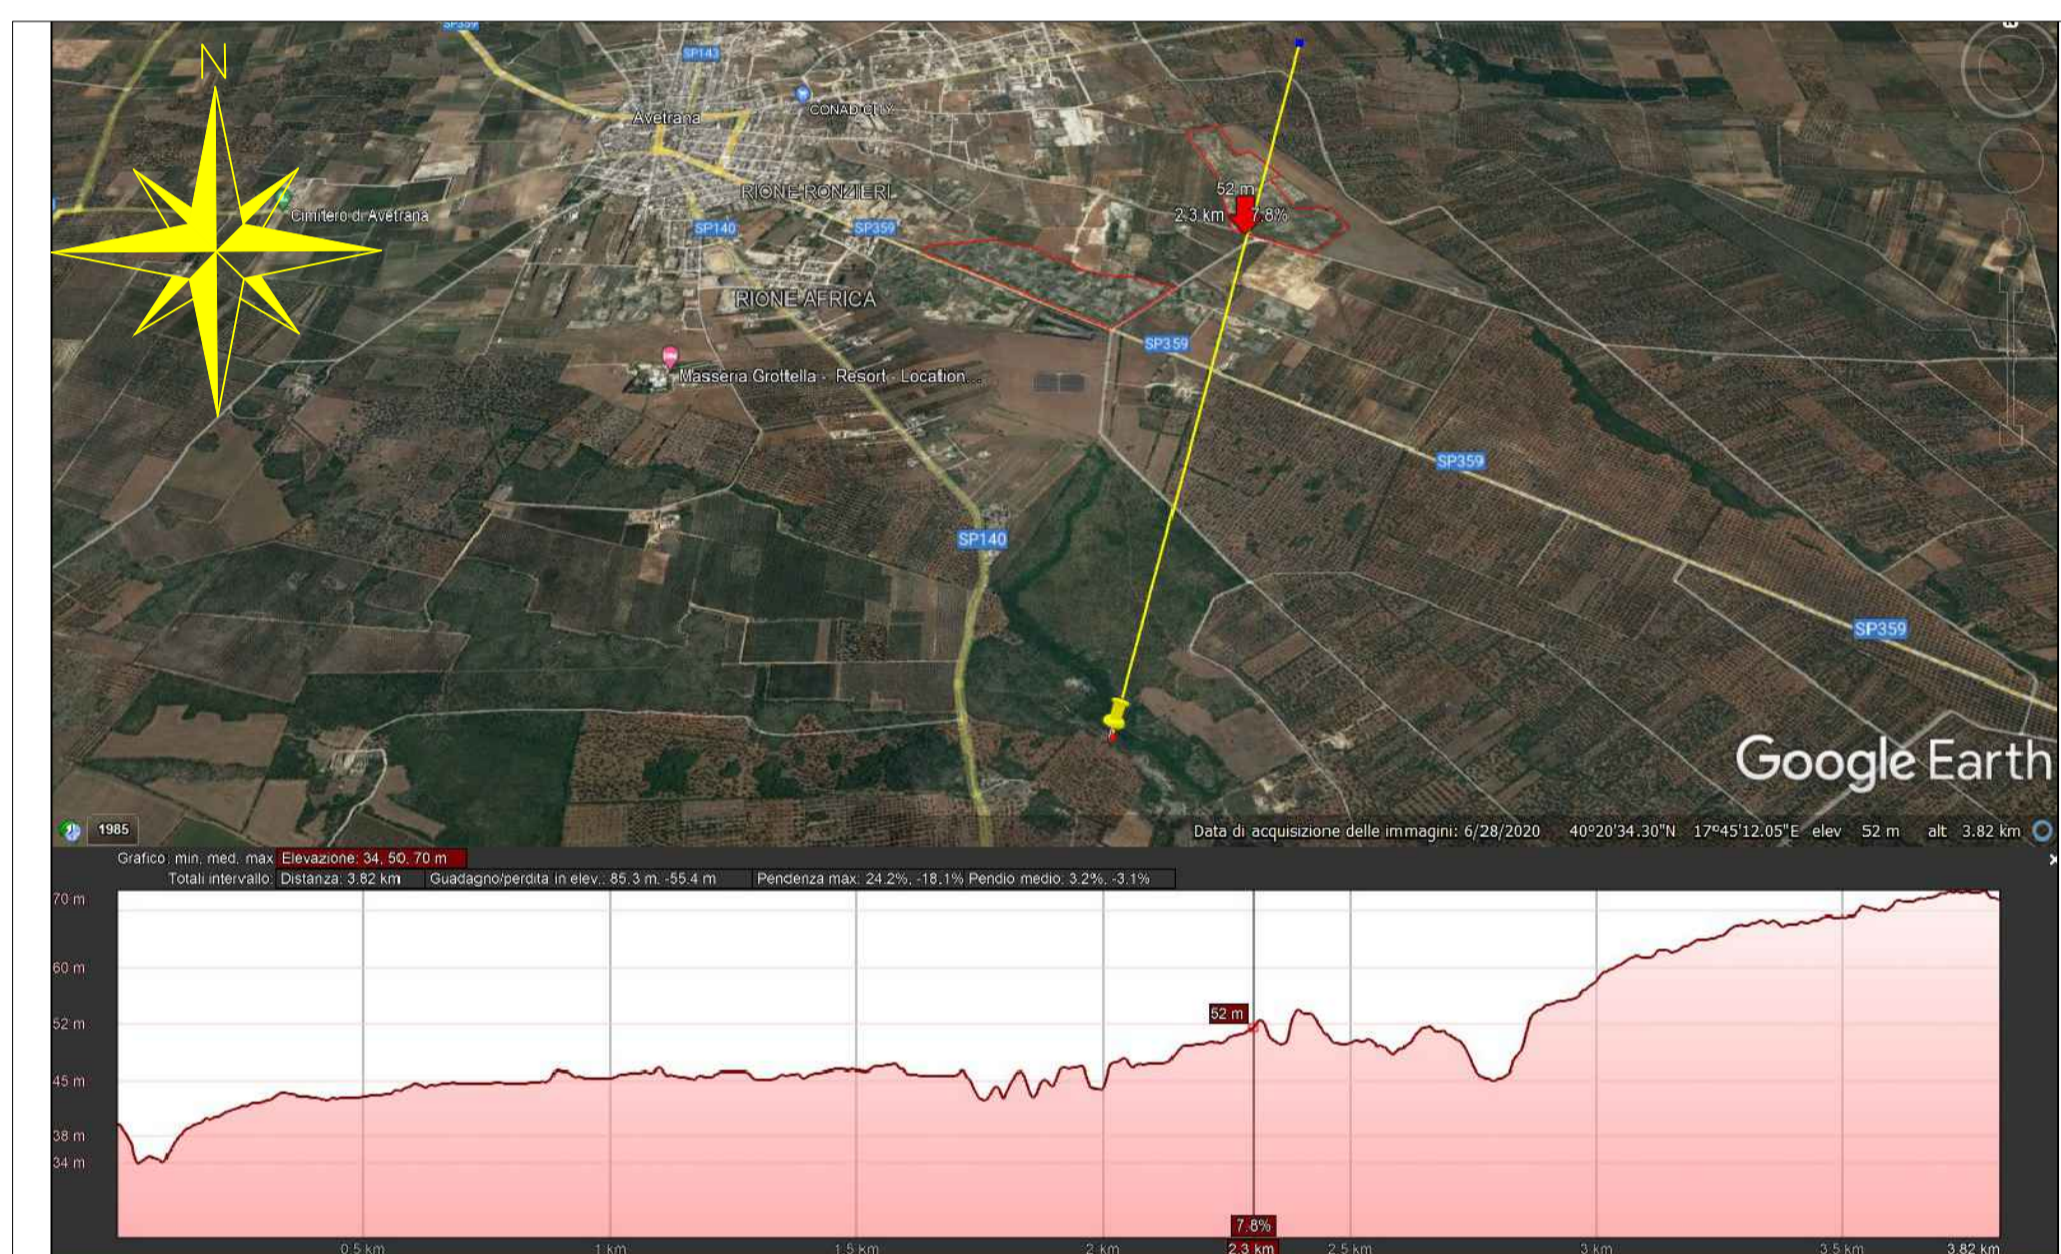 SP359
N
SP143
CONAD CITY
Avetrana
RIONE RONZIERI
52 m
2.3 km 7.8%
Cimitero di Avetrana
SP140
SP359
RIONE AFRICA
SP359
Masseria Grottella - Resort - Location...
SP359
SP140
SP359
Google Earth
1985
Data di acquisizione delle immagini: 6/28/2020 40°20'34.30"N 17°45'12.05"E elev 52 m alt 3.82 km
Grafico: min, med, max Elevazione: 34, 50, 70 m
Totali intervallo: Distanza: 3.82 km Guadagno/perdita in elev.: 85.3 m, -55.4 m Pendenza max: 24.2%, -18.1% Pendio medio: 3.2%, -3.1%
70 m
60 m
52 m
52 m
45 m
38 m
34 m
7.8%
0.5 km 1 km 1.5 km 2 km 2.3 km 2.5 km 3 km 3.5 km 3.82 km